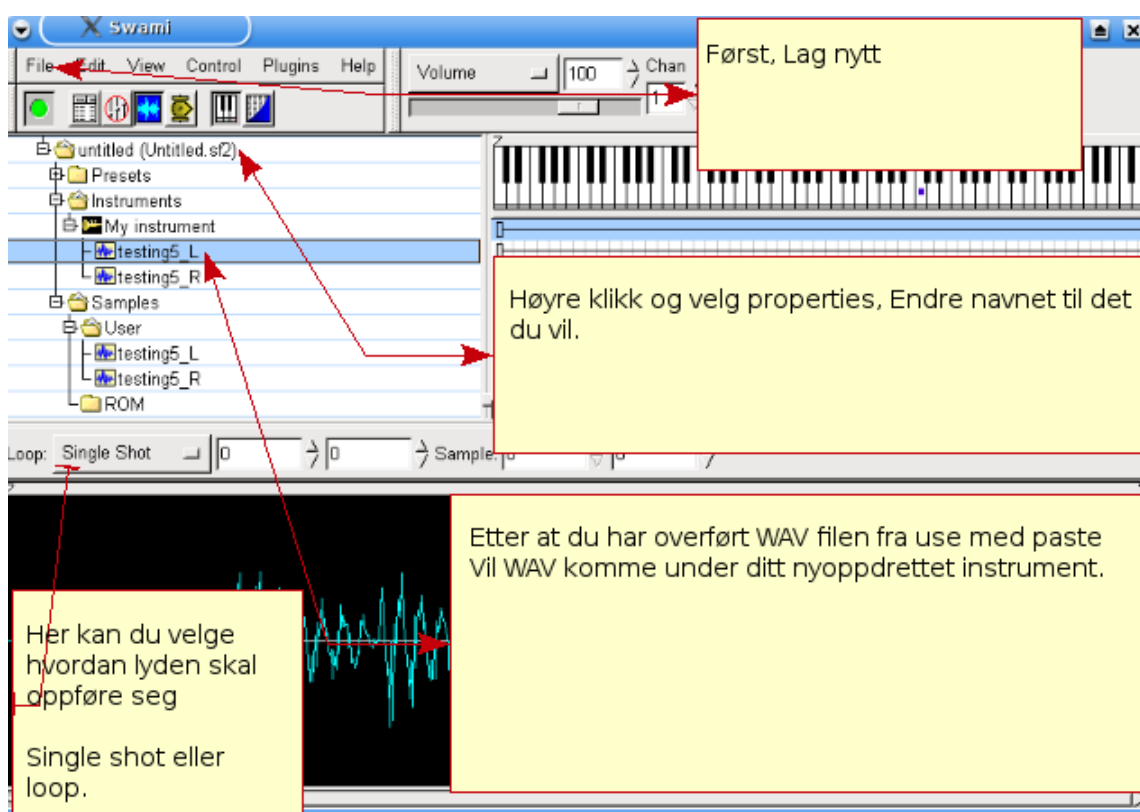 Swami
File Edit View Control Plugins Help
Volume 100 Chan
1
Først, Lag nytt
untitled (Untitled.sf2)
Presets
Instruments
My instrument
testing5_L
testing5_R
Samples
User
testing5_L
testing5_R
ROM
Høyre klikk og velg properties, Endre navnet til det
du vil.
Loop: Single Shot 0 0 Sample: 0 0
Etter at du har overført WAV filen fra use med paste
Vil WAV komme under ditt nyoppdrettet instrument.
Her kan du velge
hvordan lyden skal
oppføre seg
Single shot eller
loop.